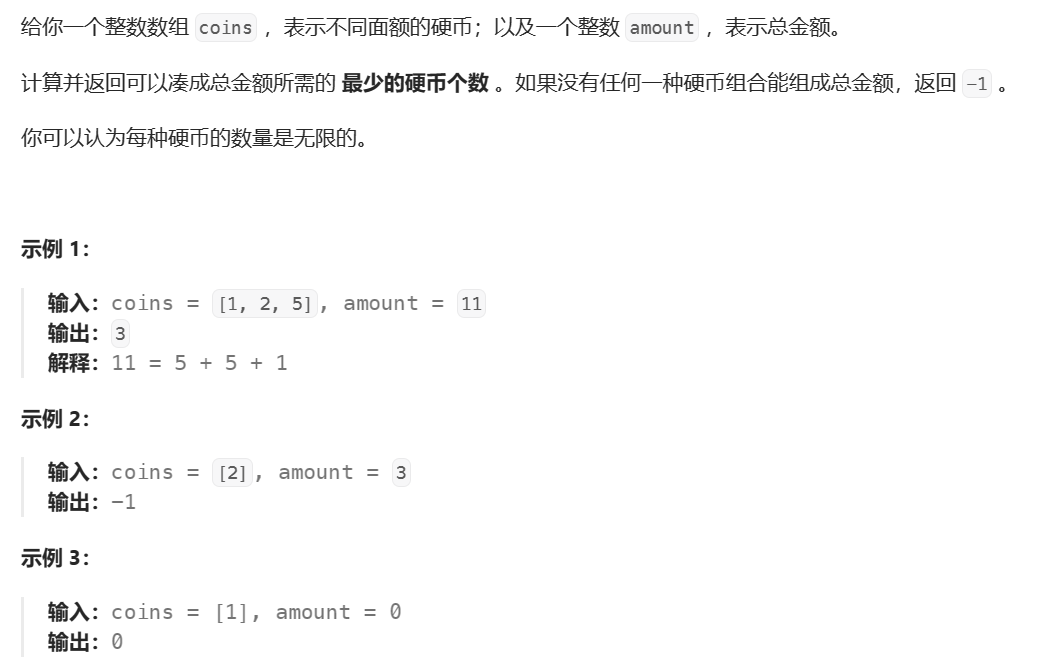 给你一个整数数组 coins ，表示不同面额的硬币；以及一个整数 amount ，表示总金额。
计算并返回可以凑成总金额所需的 最少的硬币个数 。如果没有任何一种硬币组合能组成总金额，返回 -1 。
你可以认为每种硬币的数量是无限的。
示例 1：
输入：coins = [1, 2, 5], amount = 11
输出：3
解释：11 = 5 + 5 + 1
示例 2：
输入：coins = [2], amount = 3
输出：-1
示例 3：
输入：coins = [1], amount = 0
输出：0